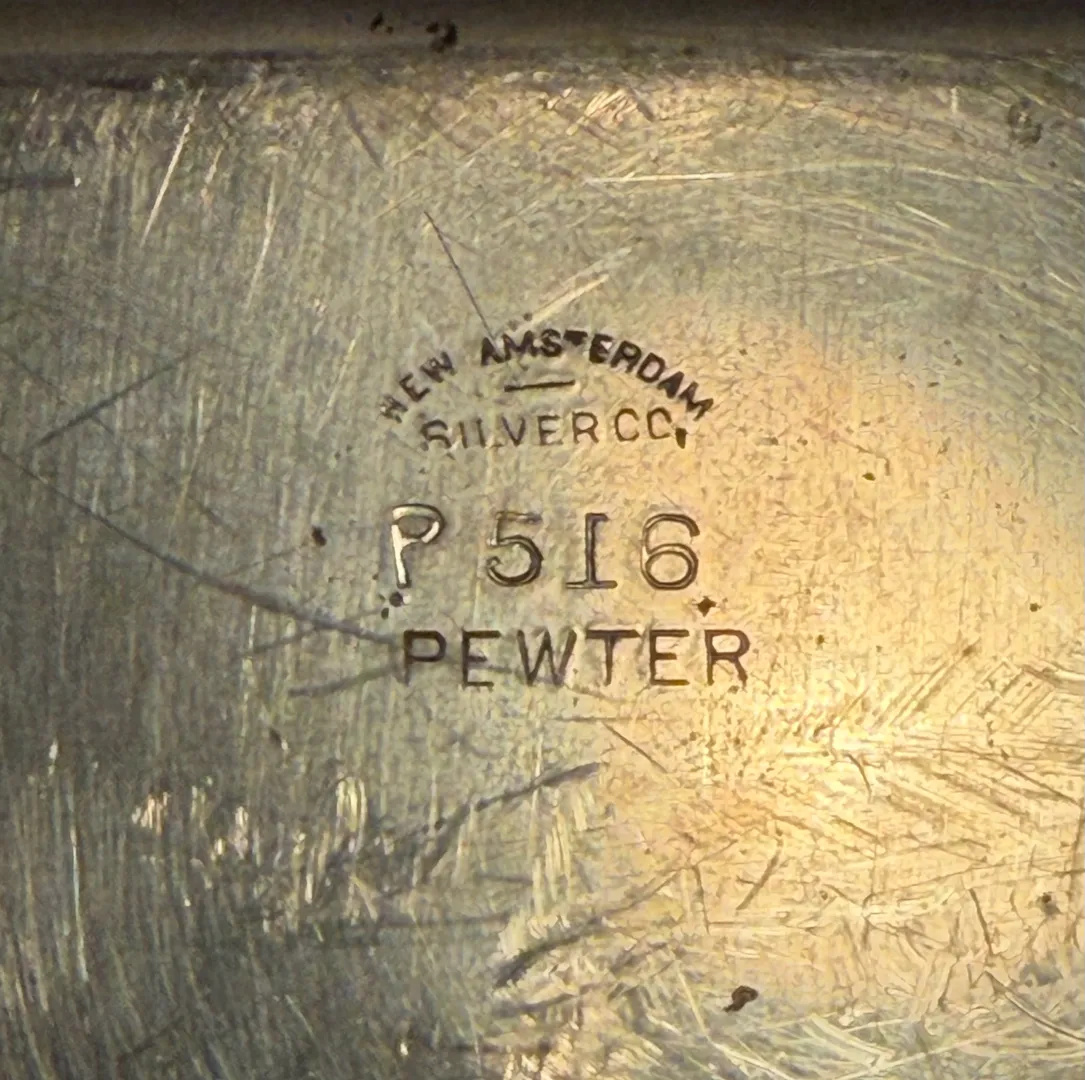 NEW AMSTERDAM
SILVER CO.
P 516
PEWTER